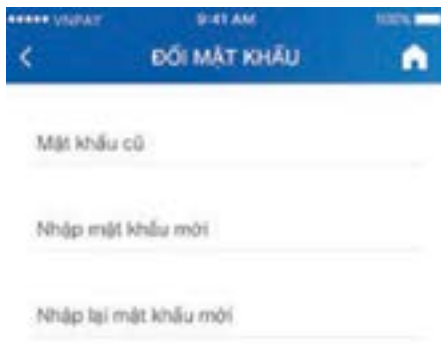 VNPAY 9:41 AM 100%
ĐỔI MẬT KHẨU
Mật khẩu cũ
Nhập mật khẩu mới
Nhập lại mật khẩu mới